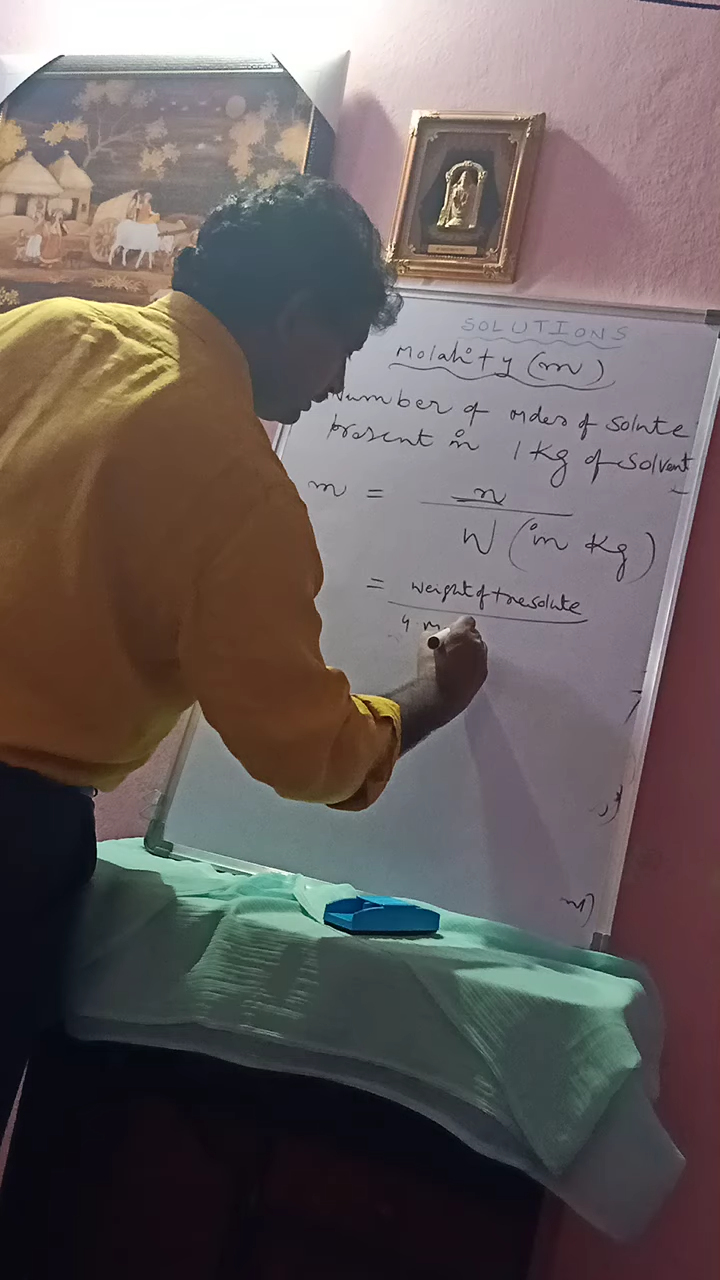 SOLUTIONS
Molality (m)
Number of moles of solute
present in 1 Kg of solvent
m = n
W (in Kg)
= weight of the solute